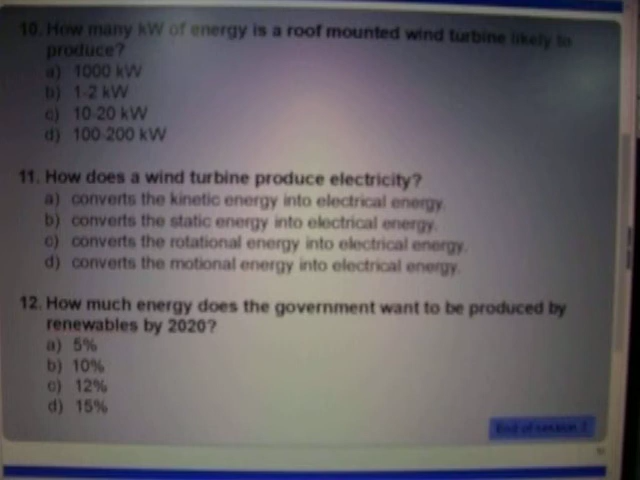 10. How many kW of energy is a roof mounted wind turbine likely to
produce?
a) 1000 kW
b) 1-2 kW
c) 10-20 kW
d) 100-200 kW
11. How does a wind turbine produce electricity?
a) converts the kinetic energy into electrical energy.
b) converts the static energy into electrical energy.
c) converts the rotational energy into electrical energy.
d) converts the motional energy into electrical energy.
12. How much energy does the government want to be produced by
renewables by 2020?
a) 5%
b) 10%
c) 12%
d) 15%
End of session